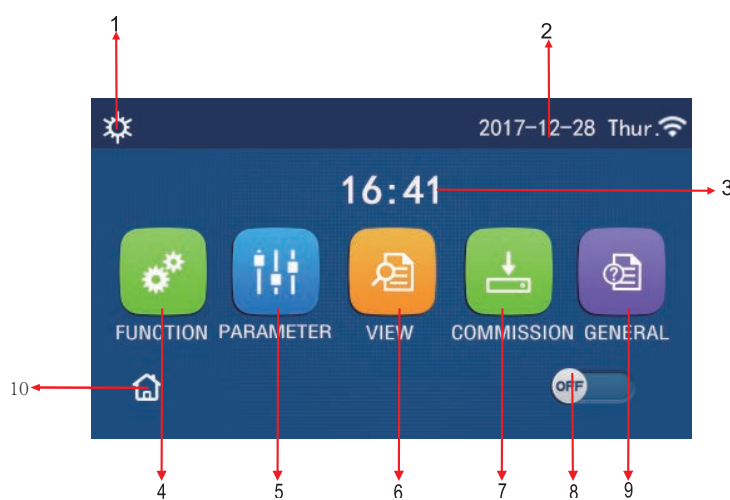 1
2
2017-12-28 Thur.
16:41
3
FUNCTION PARAMETER VIEW COMMISSION GENERAL
10
OFF
4 5 6 7 8 9